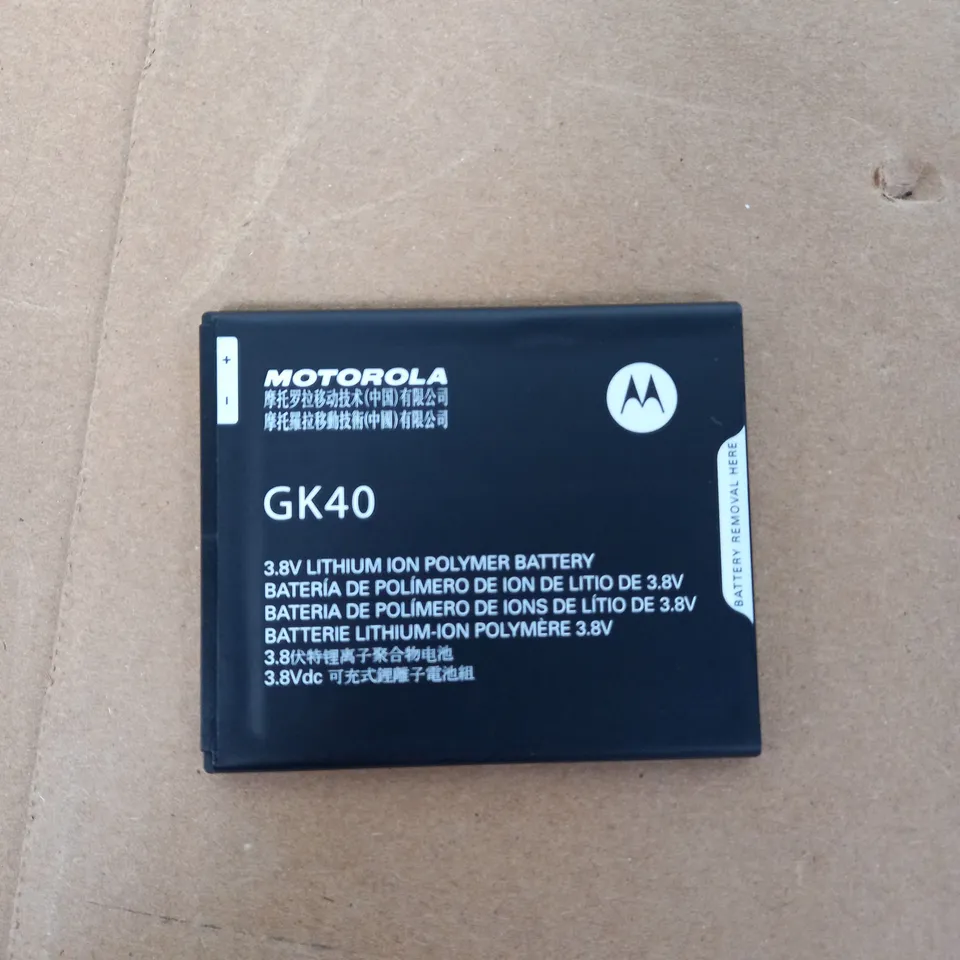 +
-
MOTOROLA
摩托罗拉移动技术(中国)有限公司
摩托羅拉移動技術(中國)有限公司
GK40
3.8V LITHIUM ION POLYMER BATTERY
BATERÍA DE POLÍMERO DE ION DE LITIO DE 3.8V
BATERIA DE POLÍMERO DE IONS DE LÍTIO DE 3.8V
BATTERIE LITHIUM-ION POLYMÈRE 3.8V
3.8伏特锂离子聚合物电池
3.8Vdc 可充式鋰離子電池組
BATTERY REMOVAL HERE